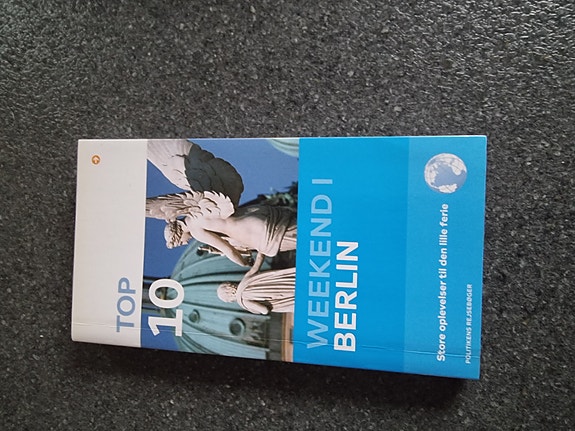 TOP
10
WEEKEND I
BERLIN
Store oplevelser til den lille ferie
POLITIKENS REJSEBØGER